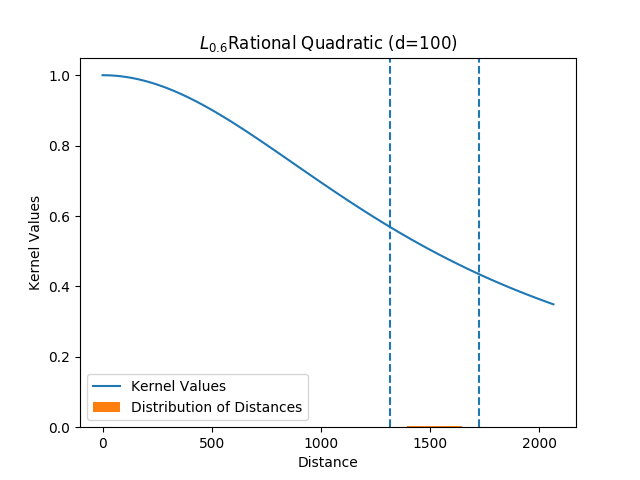 L0.6Rational Quadratic (d=100)
Kernel Values
1.0
0.8
0.6
0.4
0.2
0.0
Kernel Values
Distribution of Distances
0 500 1000 1500 2000
Distance